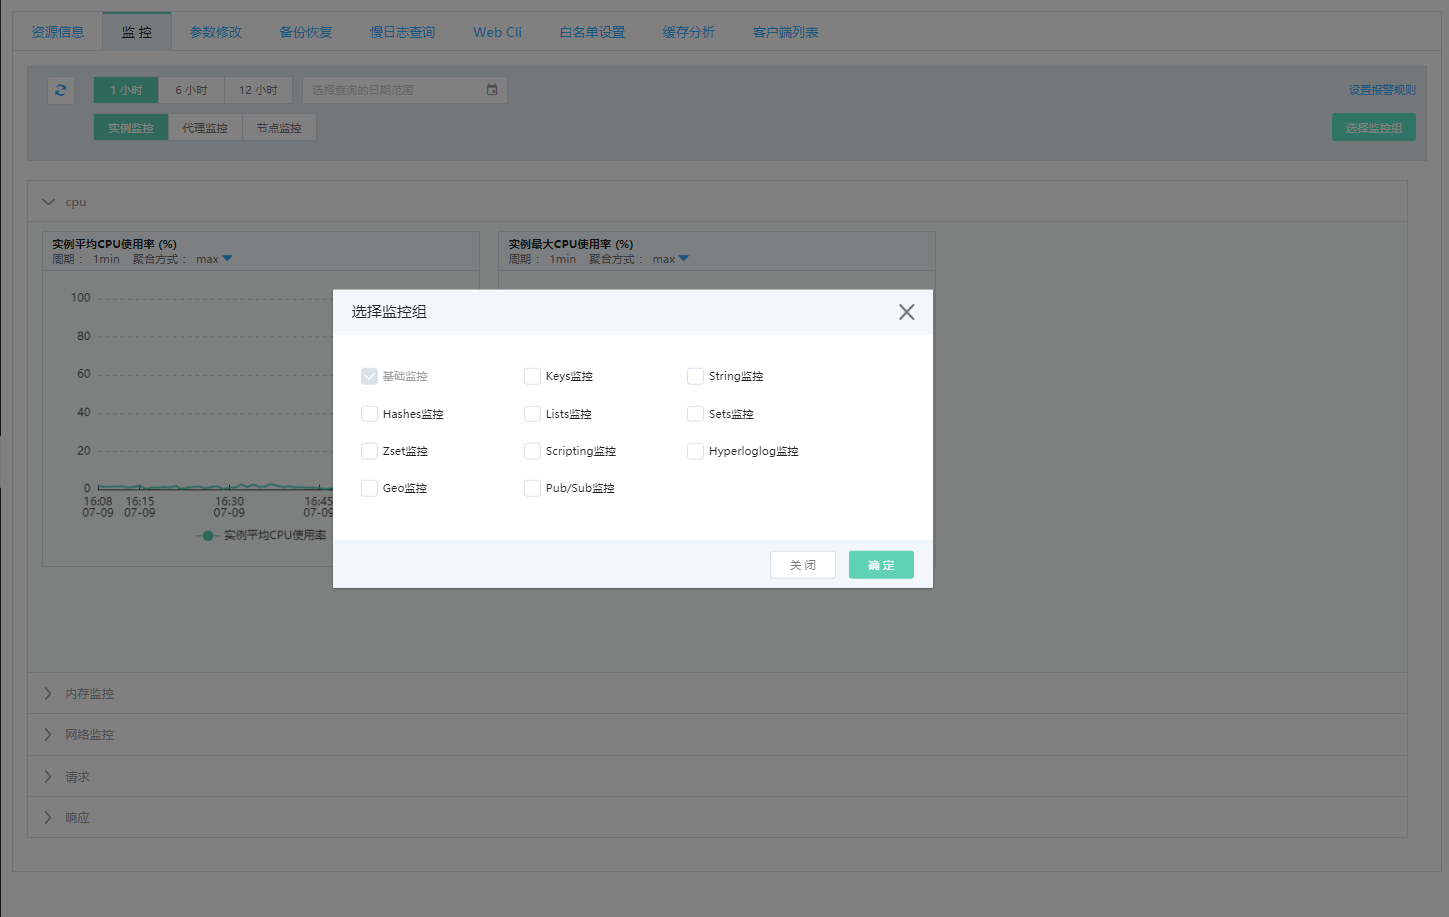 资源信息 监 控 参数修改 备份恢复 慢日志查询 Web Cli 白名单设置 缓存分析 客户端列表
1 小时 6 小时 12 小时 选择查询的日期范围 设置报警规则
实例监控 代理监控 节点监控 选择监控组
cpu
实例平均CPU使用率 (%) 实例最大CPU使用率 (%)
周期： 1min 聚合方式： max 周期： 1min 聚合方式： max
100
80
60
40
20
0
16:08 16:15 16:30 16:45
07-09 07-09 07-09 07-09
实例平均CPU使用率
选择监控组
基础监控 Keys监控 String监控
Hashes监控 Lists监控 Sets监控
Zset监控 Scripting监控 Hyperloglog监控
Geo监控 Pub/Sub监控
关 闭 确 定
内存监控
网络监控
请求
响应